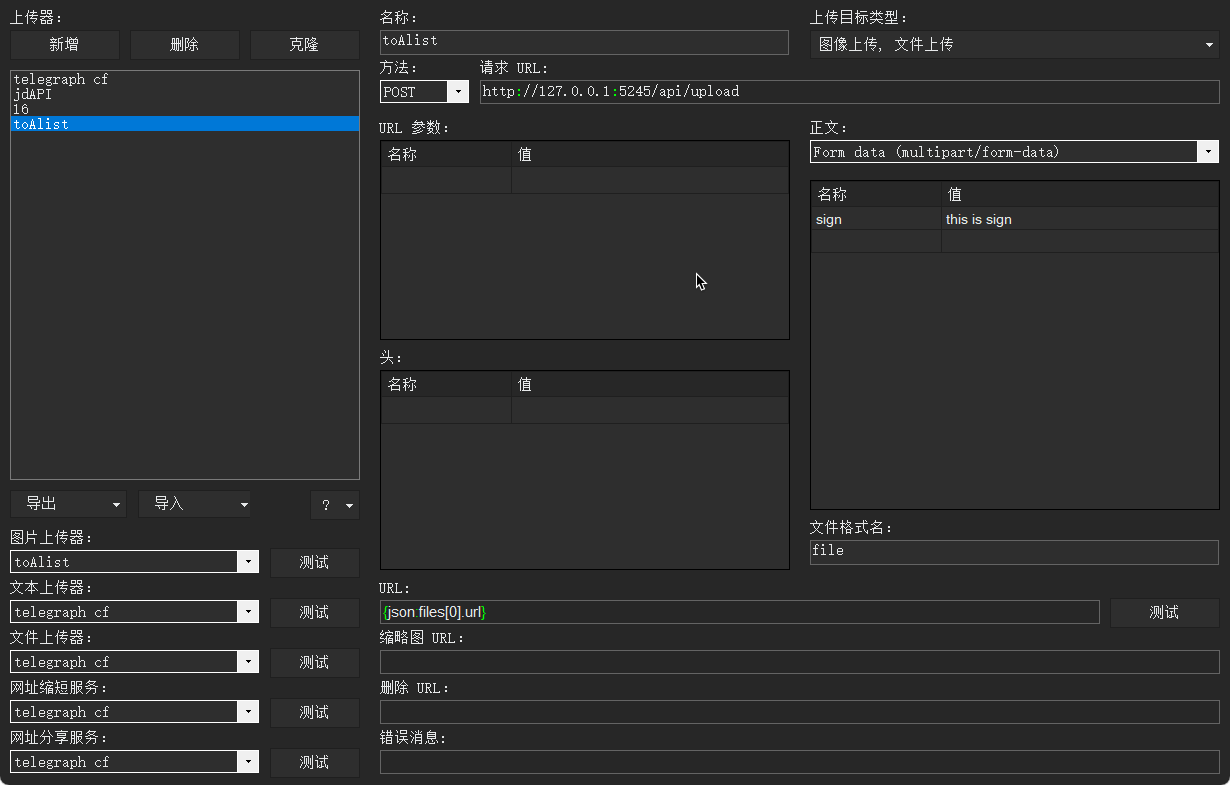 上传器:
新增
删除
克隆
telegraph cf
jdAPI
16
toAlist
导出
导入
?
图片上传器:
toAlist
测试
文本上传器:
telegraph cf
测试
文件上传器:
telegraph cf
测试
网址缩短服务:
telegraph cf
测试
网址分享服务:
telegraph cf
测试
名称:
toAlist
方法:
POST
请求 URL:
http://127.0.0.1:5245/api/upload
URL 参数:
名称 值
头:
名称 值
上传目标类型:
图像上传, 文件上传
正文:
Form data (multipart/form-data)
名称 值
sign this is sign
文件格式名:
file
URL:
{json:files[0].url}
测试
缩略图 URL:
删除 URL:
错误消息: